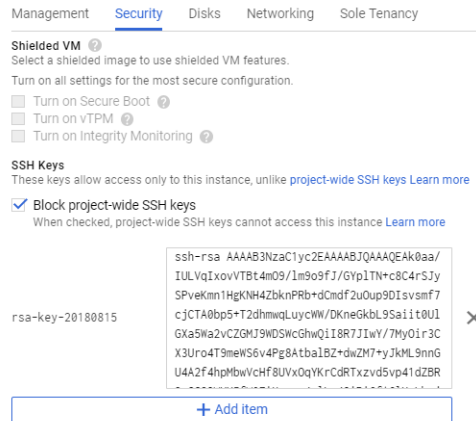 Management Security Disks Networking Sole Tenancy
Shielded VM
Select a shielded image to use shielded VM features.
Turn on all settings for the most secure configuration.
Turn on Secure Boot
Turn on vTPM
Turn on Integrity Monitoring
SSH Keys
These keys allow access only to this instance, unlike project-wide SSH keys Learn more
Block project-wide SSH keys
When checked, project-wide SSH keys cannot access this instance Learn more
rsa-key-20180815
ssh-rsa AAAAB3NzaC1yc2EAAAABJQAAAQEAk0aa/
IULVqIxovVTBt4mO9/lm9o9fJ/GYplTN+c8C4rSJy
SPveKmn1HgKNH4ZbknPRb+dCmdf2uOup9DIsvsmf7
cjCTA0bp5+T2dhmwqLuycWW/DKneGkbL9Saiit0Ul
GXa5Wa2vCZGMJ9WDSWcGhwQiI8R7JIwY/7MyOir3C
X3Uro4T9meWS6v4Pg8AtbalBZ+dwZM7+yJkML9nnG
U4A2f4hpMbwVcHf8UVxOqYKrCdRTxzvd5vp41dZBR
+ Add item